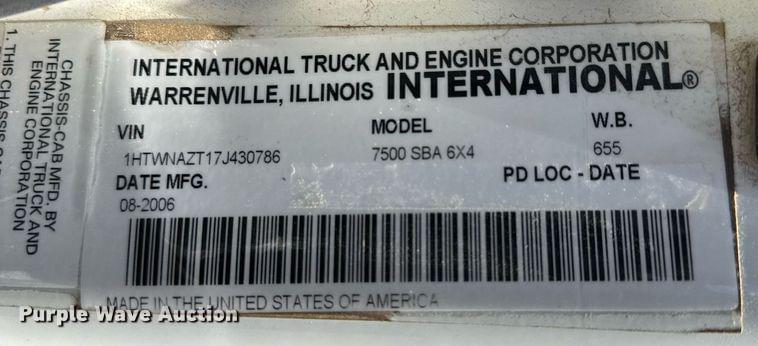 CHASSIS-CAB MFD. BY
INTERNATIONAL TRUCK AND
ENGINE CORPORATION
1. THIS CHASSIS-CAB
INTERNATIONAL TRUCK AND ENGINE CORPORATION
WARRENVILLE, ILLINOIS INTERNATIONAL®
VIN MODEL W.B.
1HTWNAZT17J430786 7500 SBA 6X4 655
DATE MFG. PD LOC - DATE
08-2006
MADE IN THE UNITED STATES OF AMERICA
Purple Wave Auction